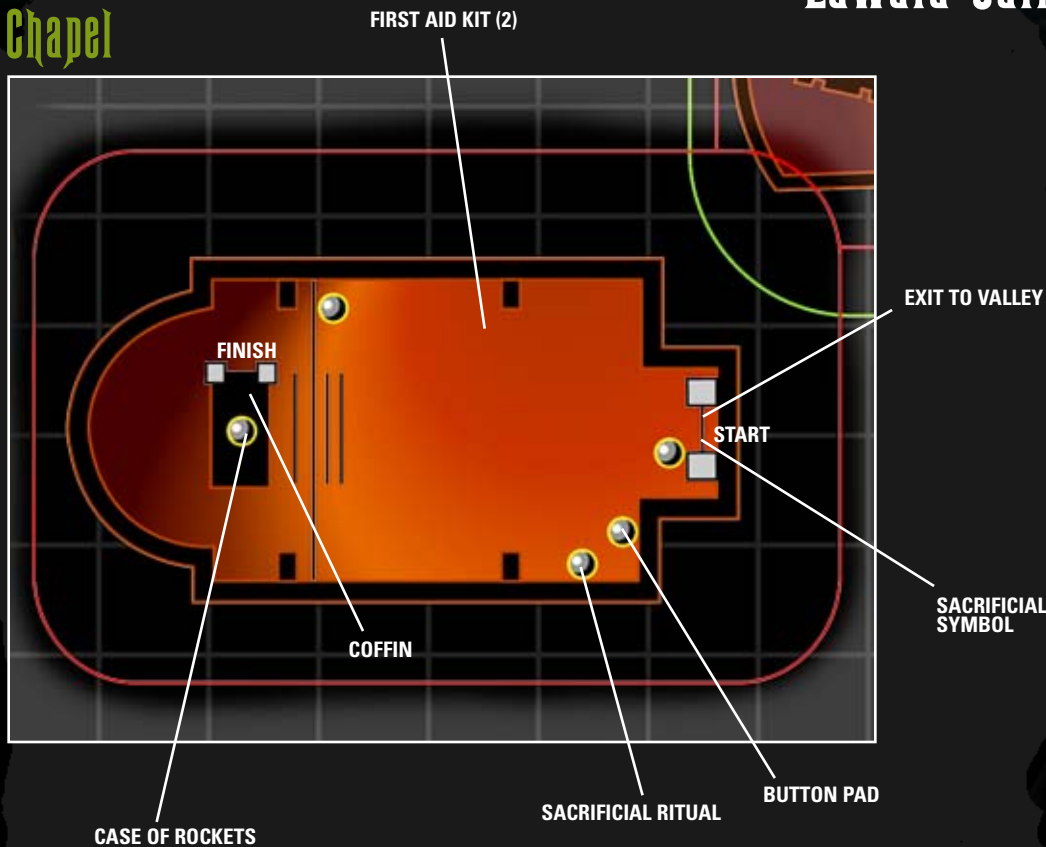 Chapel
FIRST AID KIT (2)
EXIT TO VALLEY
FINISH
START
SACRIFICIAL
SYMBOL
COFFIN
BUTTON PAD
SACRIFICIAL RITUAL
CASE OF ROCKETS